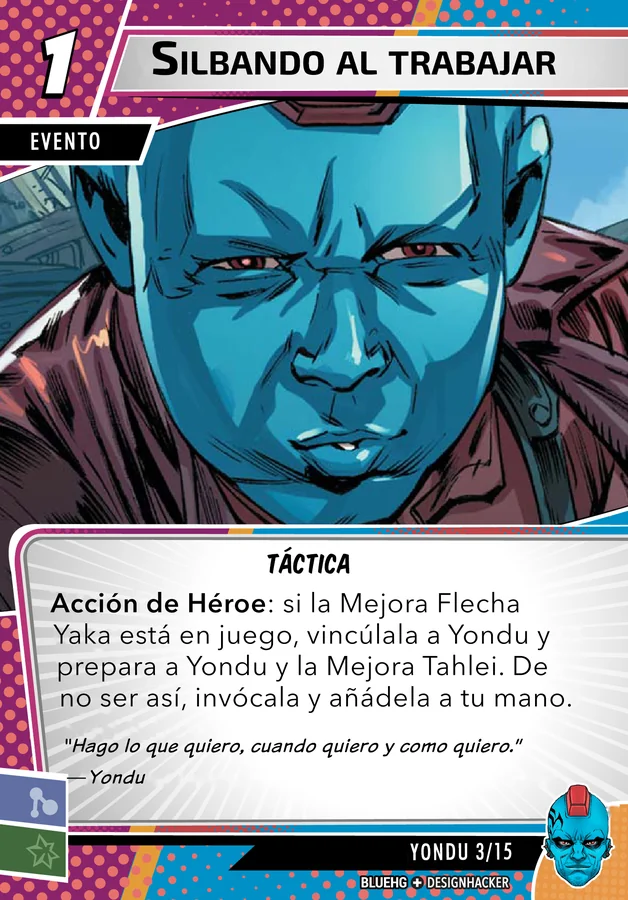 1
SILBANDO AL TRABAJAR
EVENTO
TÁCTICA
Acción de Héroe: si la Mejora Flecha
Yaka está en juego, vincúlala a Yondu y
prepara a Yondu y la Mejora Tahlei. De
no ser así, invócala y añádela a tu mano.
"Hago lo que quiero, cuando quiero y como quiero."
—Yondu
YONDU 3/15
BLUEHG + DESIGNHACKER